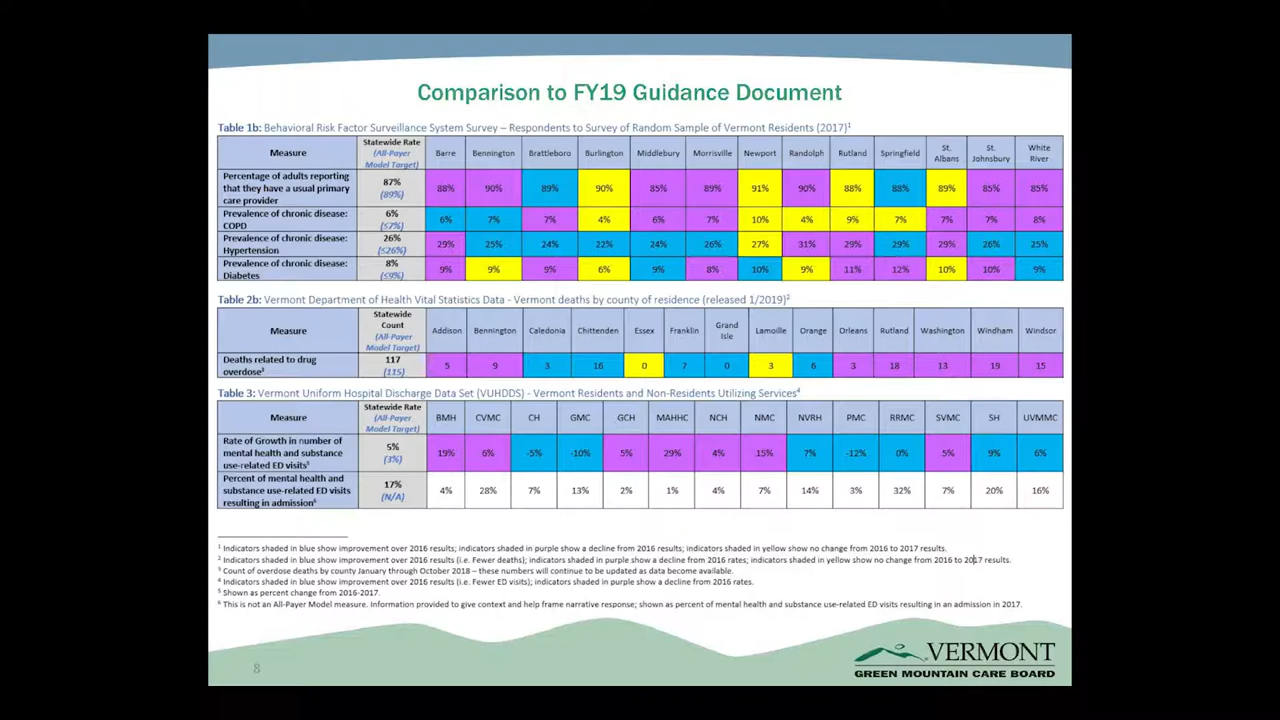 Comparison to FY19 Guidance Document
Table 1b: Behavioral Risk Factor Surveillance System Survey – Respondents to Survey of Random Sample of Vermont Residents (2017)¹
Measure Statewide Rate (All-Payer Model Target) Barre Bennington Brattleboro Burlington Middlebury Morrisville Newport Randolph Rutland Springfield St. Albans St. Johnsbury White River
Percentage of adults reporting that they have a usual primary care provider 87% (89%) 88% 90% 89% 90% 85% 89% 91% 90% 88% 88% 89% 85% 85%
Prevalence of chronic disease: COPD 6% (≤7%) 6% 7% 7% 4% 6% 7% 10% 4% 9% 7% 7% 7% 8%
Prevalence of chronic disease: Hypertension 26% (≤26%) 29% 25% 24% 22% 24% 26% 27% 31% 29% 29% 29% 26% 25%
Prevalence of chronic disease: Diabetes 8% (≤9%) 9% 9% 9% 6% 9% 8% 10% 9% 11% 12% 10% 10% 9%
Table 2b: Vermont Department of Health Vital Statistics Data - Vermont deaths by county of residence (released 1/2019)²
Measure Statewide Count (All-Payer Model Target) Addison Bennington Caledonia Chittenden Essex Franklin Grand Isle Lamoille Orange Orleans Rutland Washington Windham Windsor
Deaths related to drug overdose³ 117 (115) 5 9 3 16 0 7 0 3 6 3 18 13 19 15
Table 3: Vermont Uniform Hospital Discharge Data Set (VUHDDS) - Vermont Residents and Non-Residents Utilizing Services⁴
Measure Statewide Rate (All-Payer Model Target) BMH CVMC CH GMC GCH MAHHC NCH NMC NVRH PMC RRMC SVMC SH UVMMC
Rate of Growth in number of mental health and substance use-related ED visits⁵ 5% (3%) 19% 6% -5% -10% 5% 29% 4% 15% 7% -12% 0% 5% 9% 6%
Percent of mental health and substance use-related ED visits resulting in admission⁶ 17% (N/A) 4% 28% 7% 13% 2% 1% 4% 7% 14% 3% 32% 7% 20% 16%
¹ Indicators shaded in blue show improvement over 2016 results; indicators shaded in purple show a decline from 2016 results; indicators shaded in yellow show no change from 2016 to 2017 results.
² Indicators shaded in blue show improvement over 2016 results (i.e. Fewer deaths); indicators shaded in purple show a decline from 2016 rates; indicators shaded in yellow show no change from 2016 to 2017 results.
³ Count of overdose deaths by county January through October 2018 – these numbers will continue to be updated as data become available.
⁴ Indicators shaded in blue show improvement over 2016 results (i.e. Fewer ED visits); indicators shaded in purple show a decline from 2016 rates.
⁵ Shown as percent change from 2016-2017.
⁶ This is not an All-Payer Model measure. Information provided to give context and help frame narrative response; shown as percent of mental health and substance use-related ED visits resulting in an admission in 2017.
8
VERMONT
GREEN MOUNTAIN CARE BOARD